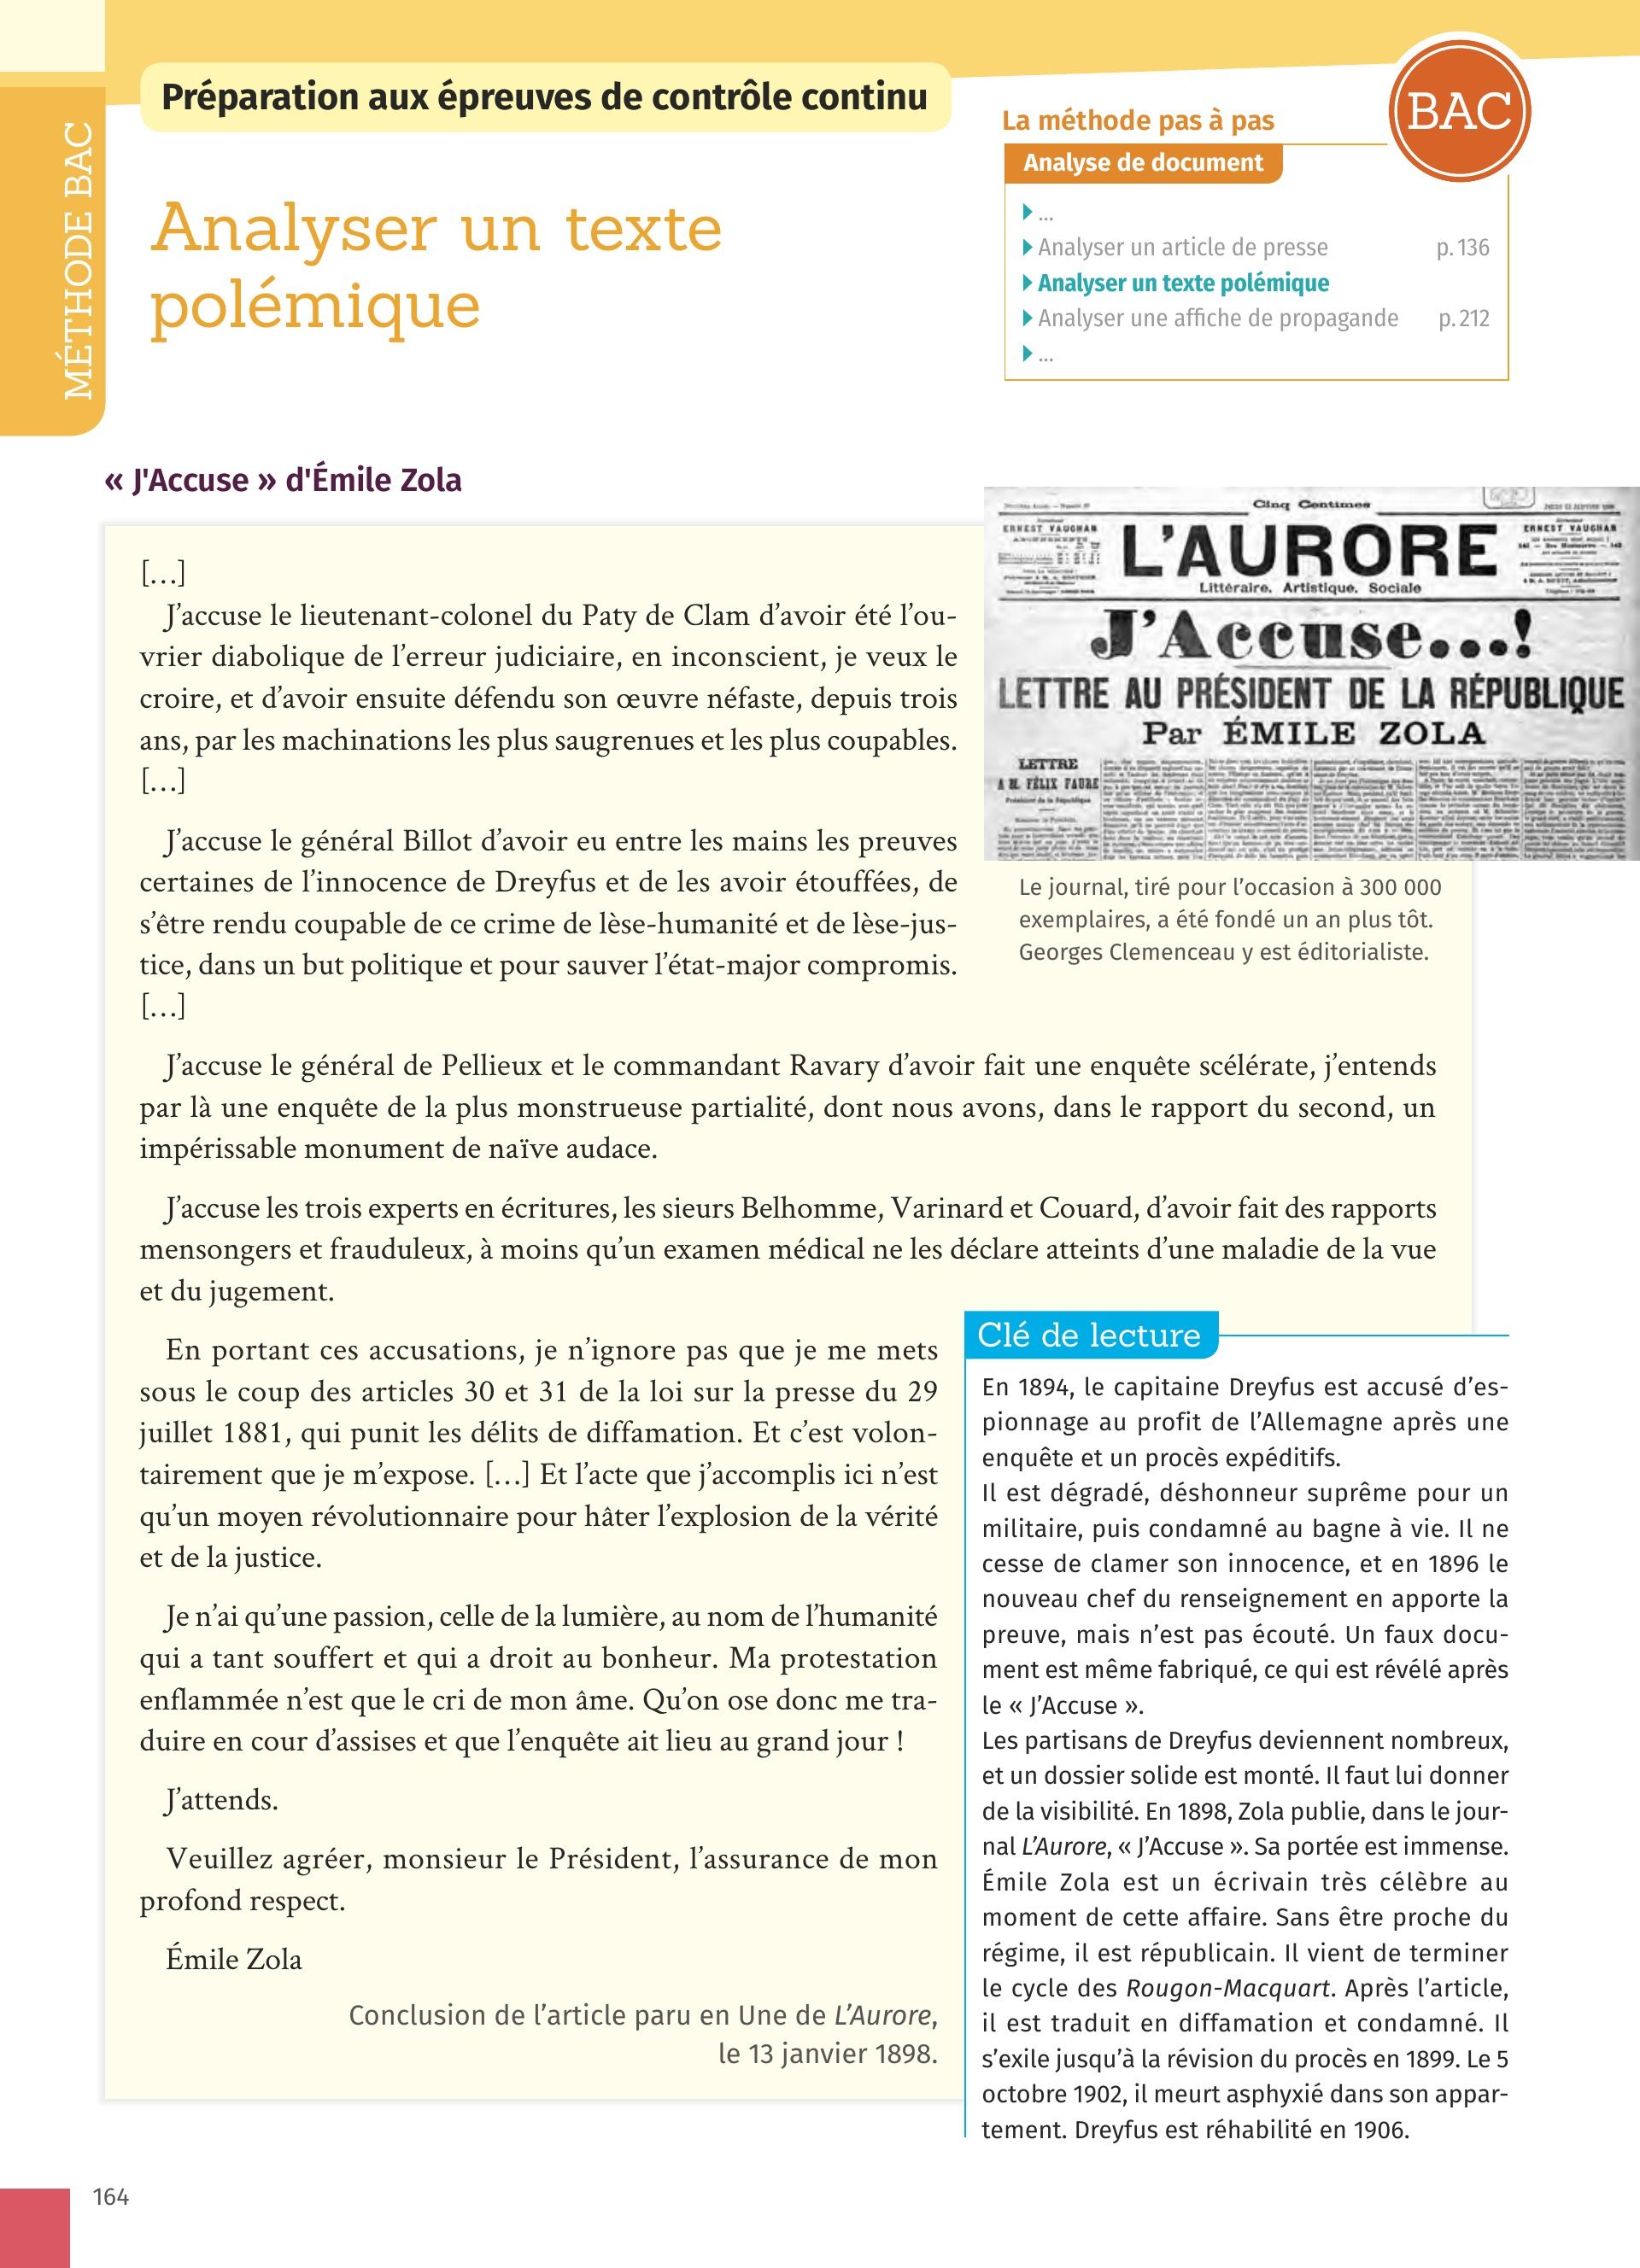 MÉTHODE BAC
Préparation aux épreuves de contrôle continu
Analyser un texte
polémique
La méthode pas à pas
BAC
Analyse de document
...
Analyser un article de presse p. 136
Analyser un texte polémique
Analyser une affiche de propagande p. 212
...
« J'Accuse » d'Émile Zola
[…]
J’accuse le lieutenant-colonel du Paty de Clam d’avoir été l’ou-
vrier diabolique de l’erreur judiciaire, en inconscient, je veux le
croire, et d’avoir ensuite défendu son œuvre néfaste, depuis trois
ans, par les machinations les plus saugrenues et les plus coupables.
[…]
J’accuse le général Billot d’avoir eu entre les mains les preuves
certaines de l’innocence de Dreyfus et de les avoir étouffées, de
s’être rendu coupable de ce crime de lèse-humanité et de lèse-jus-
tice, dans un but politique et pour sauver l’état-major compromis.
[…]
J’accuse le général de Pellieux et le commandant Ravary d’avoir fait une enquête scélérate, j’entends
par là une enquête de la plus monstrueuse partialité, dont nous avons, dans le rapport du second, un
impérissable monument de naïve audace.
J’accuse les trois experts en écritures, les sieurs Belhomme, Varinard et Couard, d’avoir fait des rapports
mensongers et frauduleux, à moins qu’un examen médical ne les déclare atteints d’une maladie de la vue
et du jugement.
En portant ces accusations, je n’ignore pas que je me mets
sous le coup des articles 30 et 31 de la loi sur la presse du 29
juillet 1881, qui punit les délits de diffamation. Et c’est volon-
tairement que je m’expose. […] Et l’acte que j’accomplis ici n’est
qu’un moyen révolutionnaire pour hâter l’explosion de la vérité
et de la justice.
Je n’ai qu’une passion, celle de la lumière, au nom de l’humanité
qui a tant souffert et qui a droit au bonheur. Ma protestation
enflammée n’est que le cri de mon âme. Qu’on ose donc me tra-
duire en cour d’assises et que l’enquête ait lieu au grand jour !
J’attends.
Veuillez agréer, monsieur le Président, l’assurance de mon
profond respect.
Émile Zola
Conclusion de l’article paru en Une de L’Aurore,
le 13 janvier 1898.
Cinq Centimes
ERNEST VAUGHAN
L'AURORE
ERNEST VAUGHAN
Littéraire, Artistique, Sociale
J'Accuse...!
LETTRE AU PRÉSIDENT DE LA RÉPUBLIQUE
Par ÉMILE ZOLA
LETTRE
A M. FÉLIX FAURE
Président de la République
Le journal, tiré pour l’occasion à 300 000
exemplaires, a été fondé un an plus tôt.
Georges Clemenceau y est éditorialiste.
Clé de lecture
En 1894, le capitaine Dreyfus est accusé d’es-
pionnage au profit de l’Allemagne après une
enquête et un procès expéditifs.
Il est dégradé, déshonneur suprême pour un
militaire, puis condamné au bagne à vie. Il ne
cesse de clamer son innocence, et en 1896 le
nouveau chef du renseignement en apporte la
preuve, mais n’est pas écouté. Un faux docu-
ment est même fabriqué, ce qui est révélé après
le « J’Accuse ».
Les partisans de Dreyfus deviennent nombreux,
et un dossier solide est monté. Il faut lui donner
de la visibilité. En 1898, Zola publie, dans le jour-
nal L’Aurore, « J’Accuse ». Sa portée est immense.
Émile Zola est un écrivain très célèbre au
moment de cette affaire. Sans être proche du
régime, il est républicain. Il vient de terminer
le cycle des Rougon-Macquart. Après l’article,
il est traduit en diffamation et condamné. Il
s’exile jusqu’à la révision du procès en 1899. Le 5
octobre 1902, il meurt asphyxié dans son appar-
tement. Dreyfus est réhabilité en 1906.
164